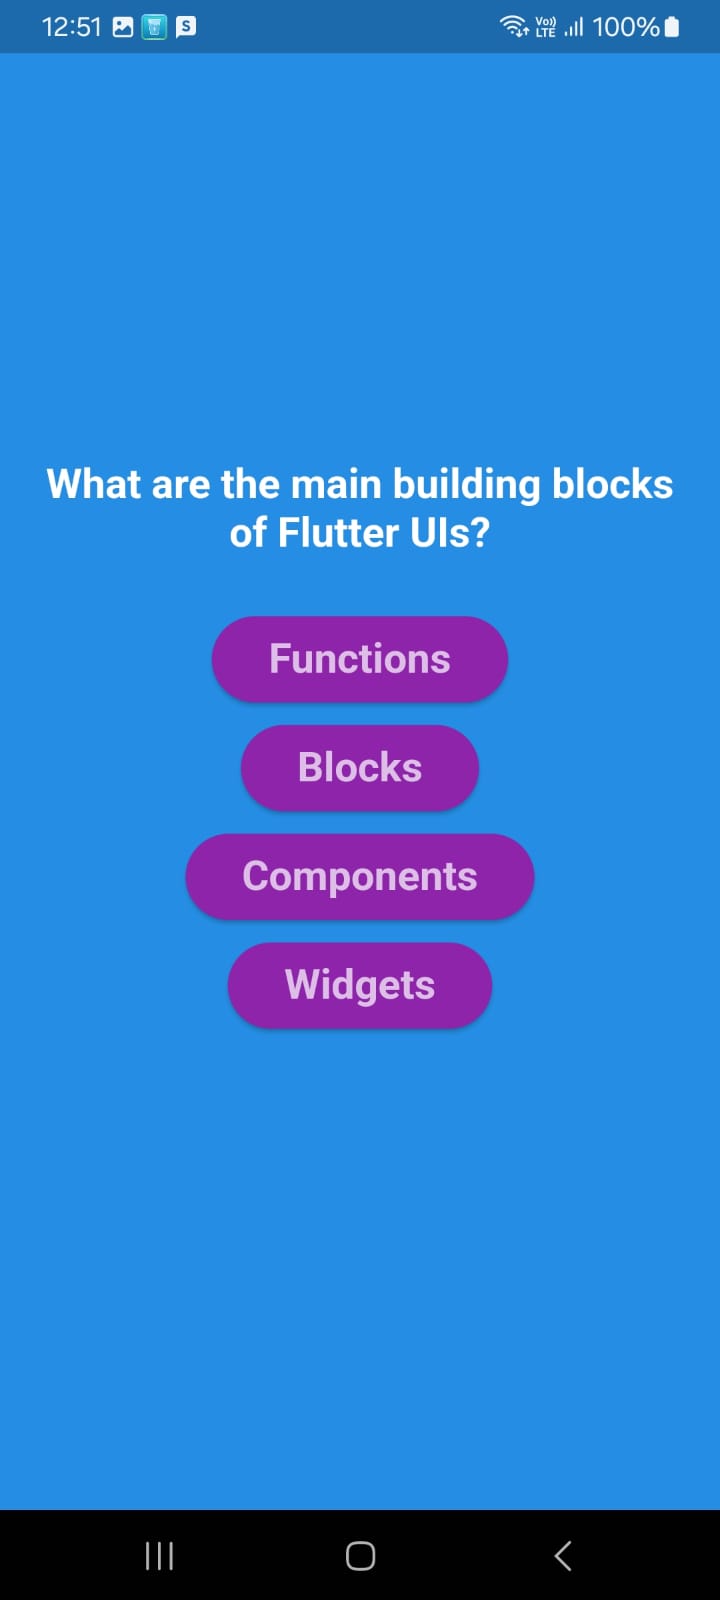 12:51 S Vo)) LTE 100%
What are the main building blocks
of Flutter UIs?
Functions
Blocks
Components
Widgets